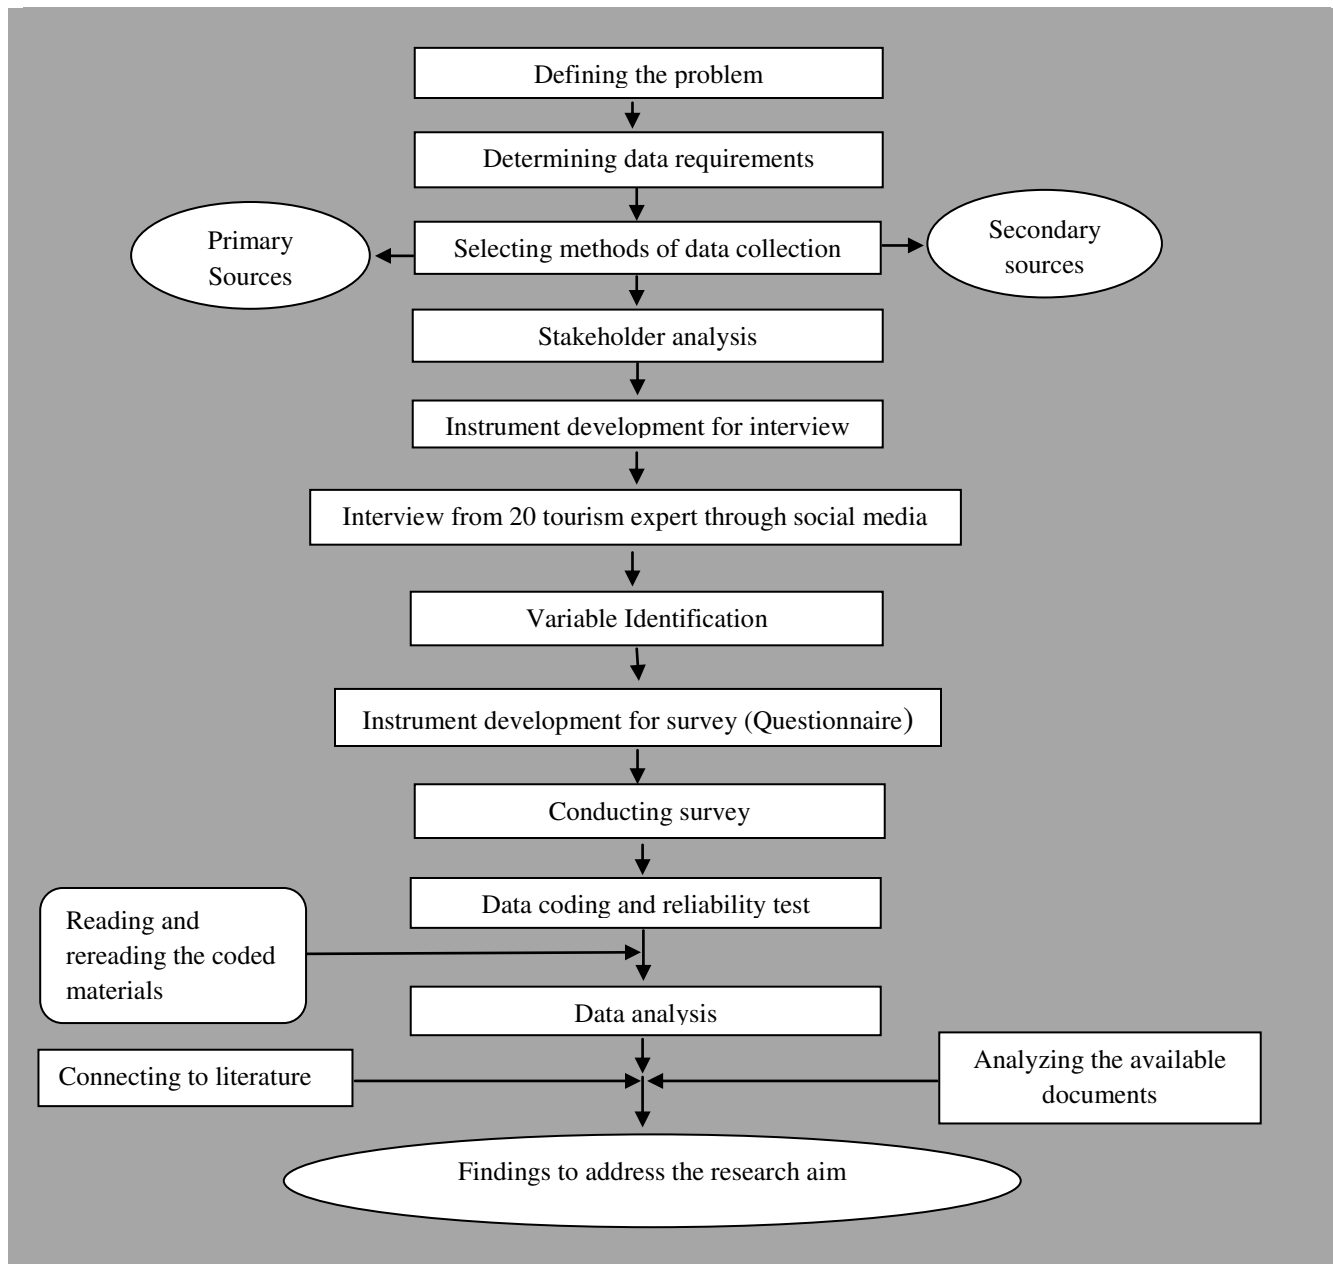 Defining the problem
Determining data requirements
Primary
Sources
Selecting methods of data collection
Secondary
sources
Stakeholder analysis
Instrument development for interview
Interview from 20 tourism expert through social media
Variable Identification
Instrument development for survey (Questionnaire)
Conducting survey
Data coding and reliability test
Reading and
rereading the coded
materials
Data analysis
Connecting to literature
Analyzing the available
documents
Findings to address the research aim